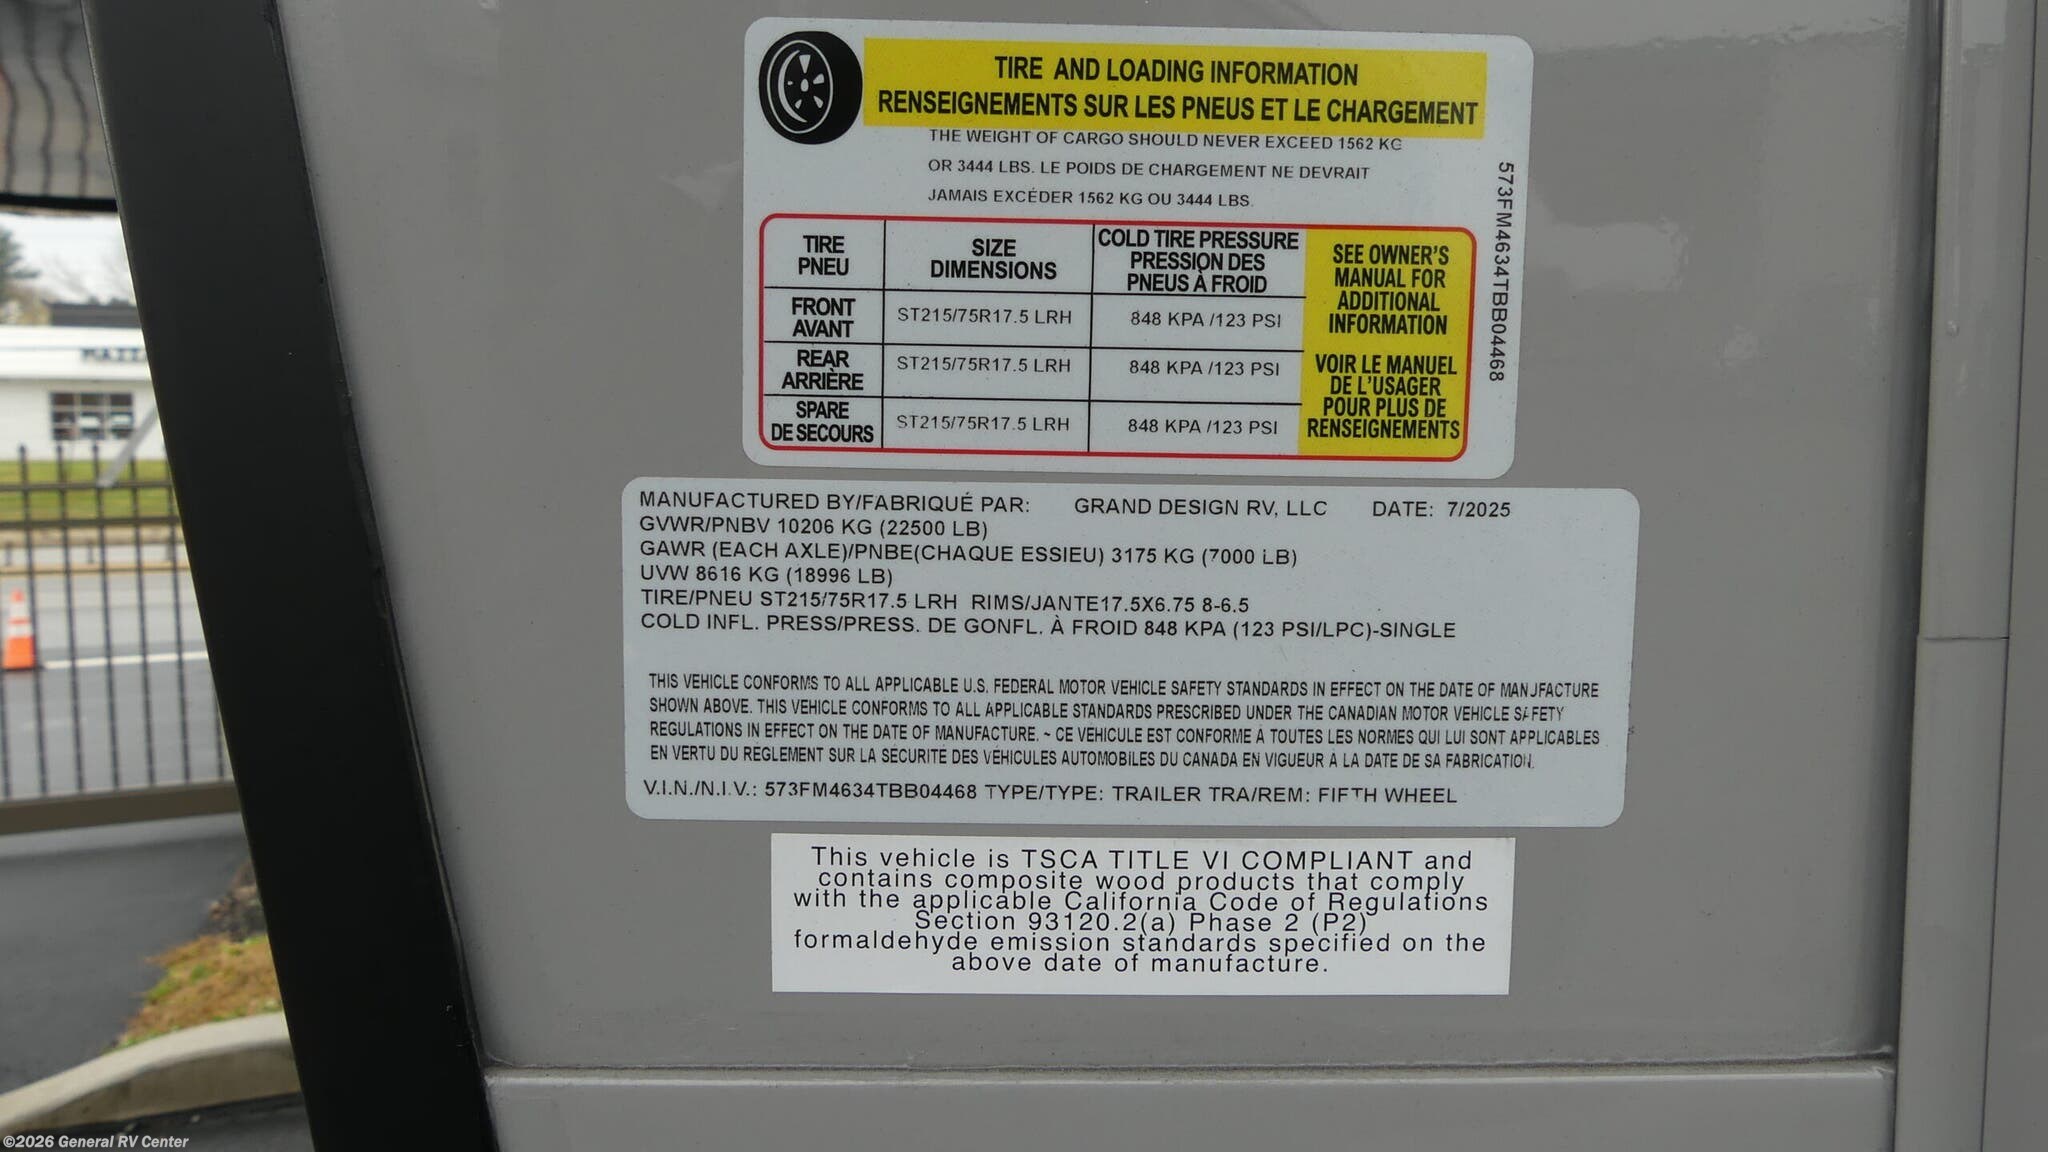 TIRE AND LOADING INFORMATION
RENSEIGNEMENTS SUR LES PNEUS ET LE CHARGEMENT
THE WEIGHT OF CARGO SHOULD NEVER EXCEED 1562 KG
OR 3444 LBS. LE POIDS DE CHARGEMENT NE DEVRAIT
JAMAIS EXCÉDER 1562 KG OU 3444 LBS.
TIRE
PNEU
SIZE
DIMENSIONS
COLD TIRE PRESSURE
PRESSION DES
PNEUS À FROID
FRONT
AVANT
ST215/75R17.5 LRH
848 KPA /123 PSI
REAR
ARRIÈRE
ST215/75R17.5 LRH
848 KPA /123 PSI
SPARE
DE SECOURS
ST215/75R17.5 LRH
848 KPA /123 PSI
SEE OWNER'S
MANUAL FOR
ADDITIONAL
INFORMATION
VOIR LE MANUEL
DE L'USAGER
POUR PLUS DE
RENSEIGNEMENTS
573FM4634TBB04468
MANUFACTURED BY/FABRIQUÉ PAR: GRAND DESIGN RV, LLC DATE: 7/2025
GVWR/PNBV 10206 KG (22500 LB)
GAWR (EACH AXLE)/PNBE(CHAQUE ESSIEU) 3175 KG (7000 LB)
UVW 8616 KG (18996 LB)
TIRE/PNEU ST215/75R17.5 LRH RIMS/JANTE17.5X6.75 8-6.5
COLD INFL. PRESS/PRESS. DE GONFL. À FROID 848 KPA (123 PSI/LPC)-SINGLE
THIS VEHICLE CONFORMS TO ALL APPLICABLE U.S. FEDERAL MOTOR VEHICLE SAFETY STANDARDS IN EFFECT ON THE DATE OF MANUFACTURE
SHOWN ABOVE. THIS VEHICLE CONFORMS TO ALL APPLICABLE STANDARDS PRESCRIBED UNDER THE CANADIAN MOTOR VEHICLE SAFETY
REGULATIONS IN EFFECT ON THE DATE OF MANUFACTURE. ~ CE VÉHICULE EST CONFORME À TOUTES LES NORMES QUI LUI SONT APPLICABLES
EN VERTU DU RÈGLEMENT SUR LA SÉCURITÉ DES VÉHICULES AUTOMOBILES DU CANADA EN VIGUEUR À LA DATE DE SA FABRICATION.
V.I.N./N.I.V.: 573FM4634TBB04468 TYPE/TYPE: TRAILER TRA/REM: FIFTH WHEEL
This vehicle is TSCA TITLE VI COMPLIANT and
contains composite wood products that comply
with the applicable California Code of Regulations
Section 93120.2(a) Phase 2 (P2)
formaldehyde emission standards specified on the
above date of manufacture.
©2026 General RV Center